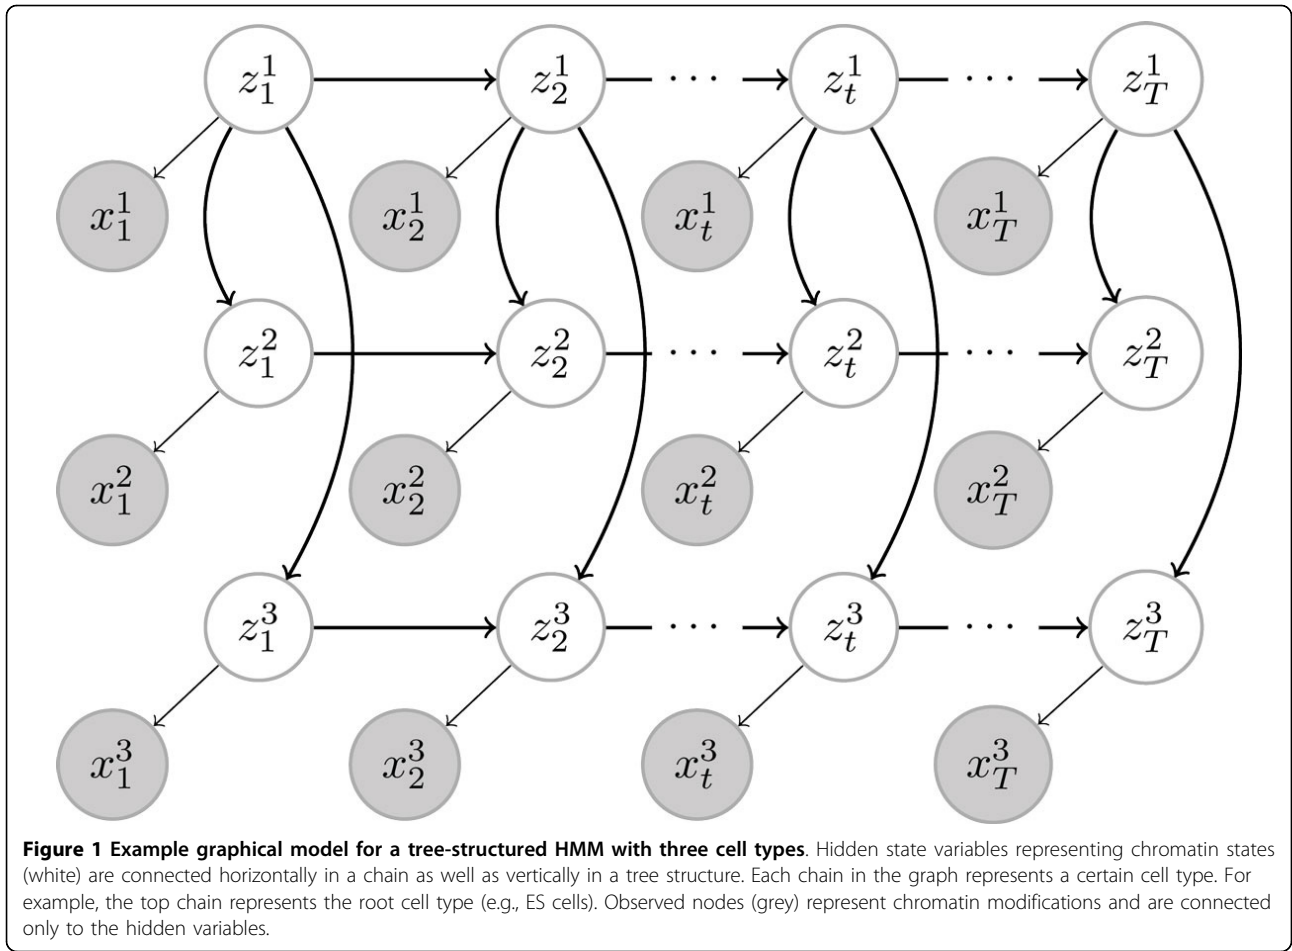 z_1^1 z_2^1 ··· z_t^1 ··· z_T^1
x_1^1 x_2^1 x_t^1 x_T^1
z_1^2 z_2^2 ··· z_t^2 ··· z_T^2
x_1^2 x_2^2 x_t^2 x_T^2
z_1^3 z_2^3 ··· z_t^3 ··· z_T^3
x_1^3 x_2^3 x_t^3 x_T^3
Figure 1 Example graphical model for a tree-structured HMM with three cell types. Hidden state variables representing chromatin states
(white) are connected horizontally in a chain as well as vertically in a tree structure. Each chain in the graph represents a certain cell type. For
example, the top chain represents the root cell type (e.g., ES cells). Observed nodes (grey) represent chromatin modifications and are connected
only to the hidden variables.